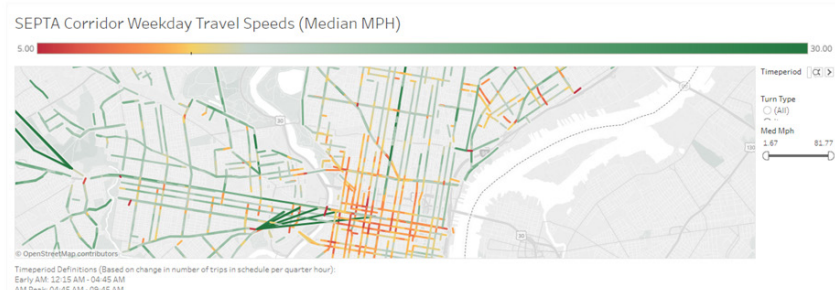 SEPTA Corridor Weekday Travel Speeds (Median MPH)
5.00 30.00
Timeperiod
Turn Type
(All)
Med Mph
1.67 81.77
© OpenStreetMap contributors
Timeperiod Definitions (Based on change in number of trips in schedule per quarter hour):
Early AM: 12:15 AM - 04:45 AM
AM Peak: 04:45 AM - 09:45 AM